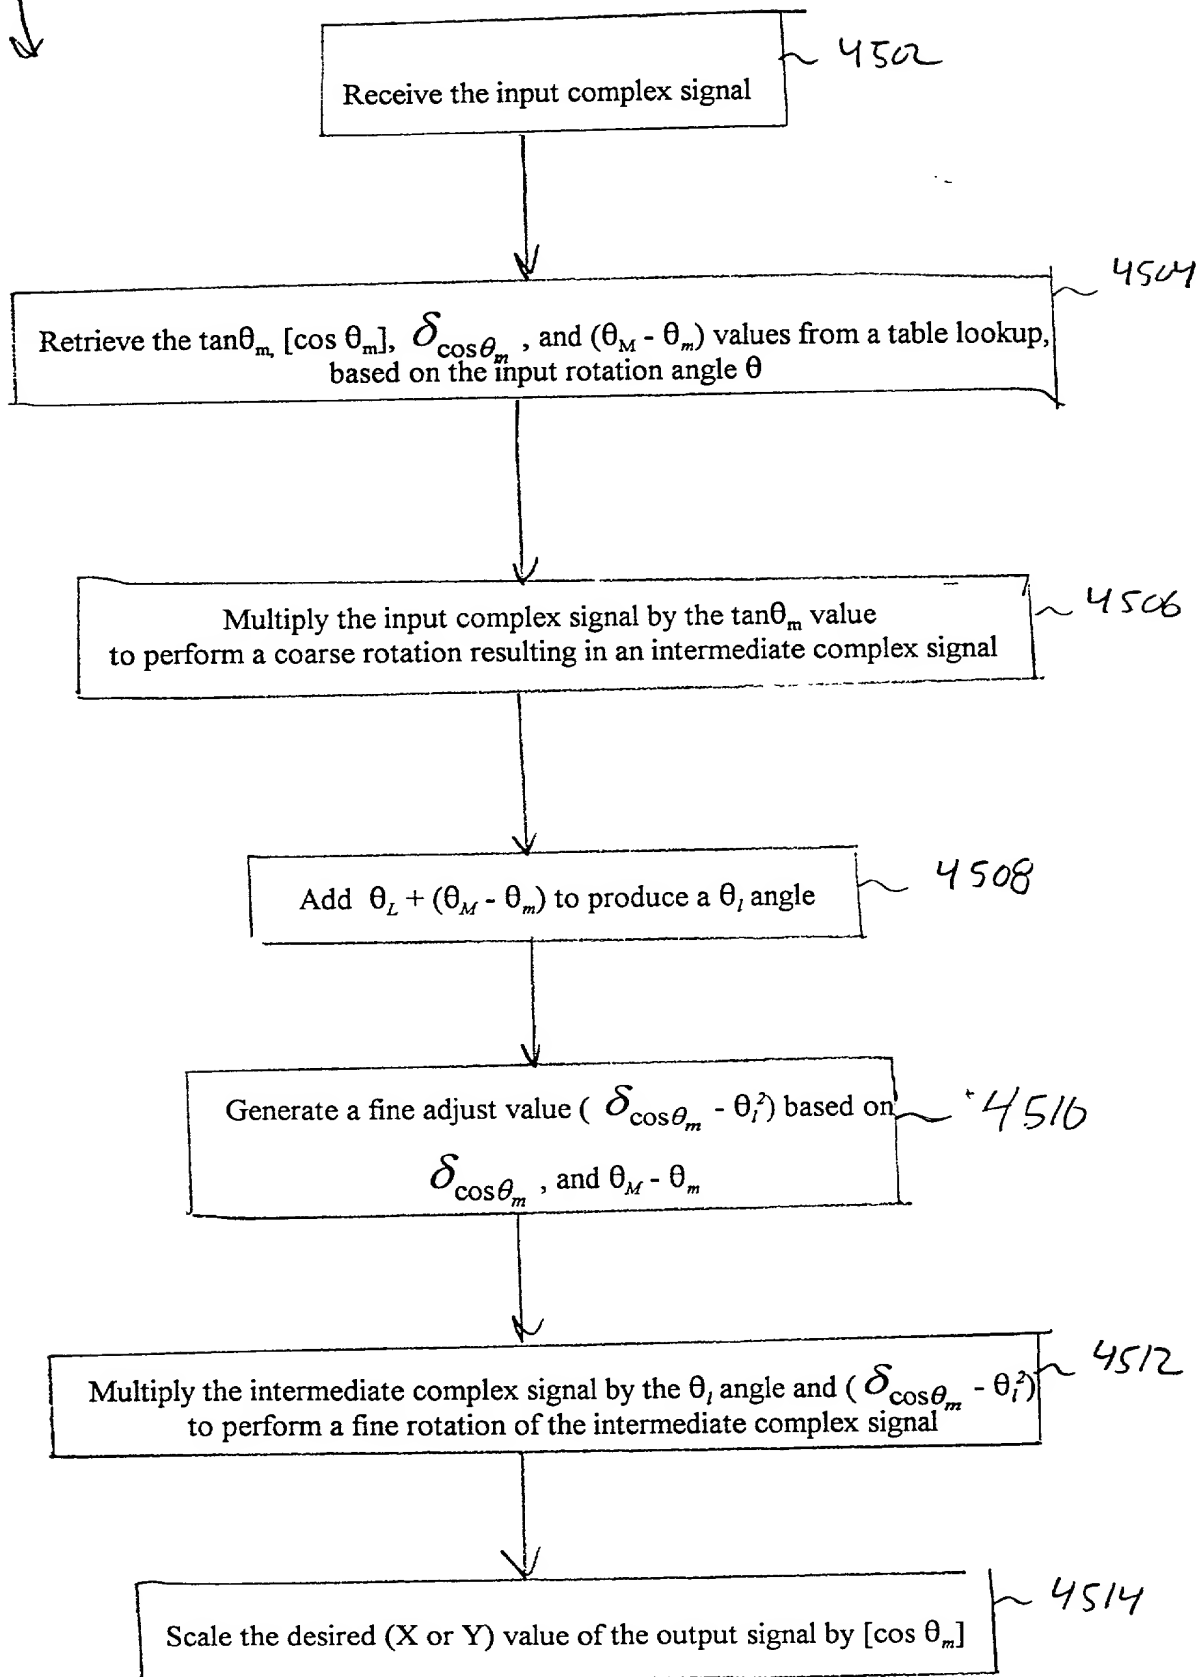 4502
Receive the input complex signal
4504
Retrieve the tanθm, [cos θm], δcosθm , and (θM - θm) values from a table lookup,
based on the input rotation angle θ
4506
Multiply the input complex signal by the tanθm value
to perform a coarse rotation resulting in an intermediate complex signal
4508
Add θL + (θM - θm) to produce a θl angle
4510
Generate a fine adjust value ( δcosθm - θl²) based on
δcosθm , and θM - θm
4512
Multiply the intermediate complex signal by the θl angle and ( δcosθm - θl²)
to perform a fine rotation of the intermediate complex signal
4514
Scale the desired (X or Y) value of the output signal by [cos θm]